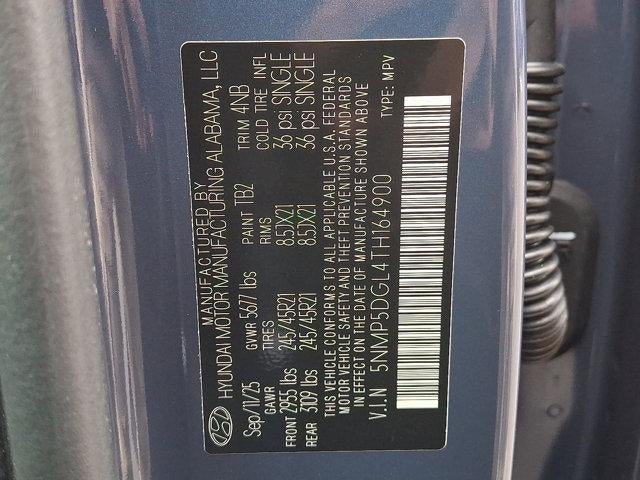 MANUFACTURED BY
HYUNDAI MOTOR MANUFACTURING ALABAMA, LLC
Sep/11/25 GVWR 5677 lbs PAINT TB2 TRIM 4NB
GAWR TIRES RIMS COLD TIRE INFL
FRONT 2955 lbs 245/45R21 8.5JX21 36 psi SINGLE
REAR 3109 lbs 245/45R21 8.5JX21 36 psi SINGLE
THIS VEHICLE CONFORMS TO ALL APPLICABLE U.S.A. FEDERAL
MOTOR VEHICLE SAFETY AND THEFT PREVENTION STANDARDS
IN EFFECT ON THE DATE OF MANUFACTURE SHOWN ABOVE
V.I.N 5NMP5DGL4TH164900 TYPE: MPV